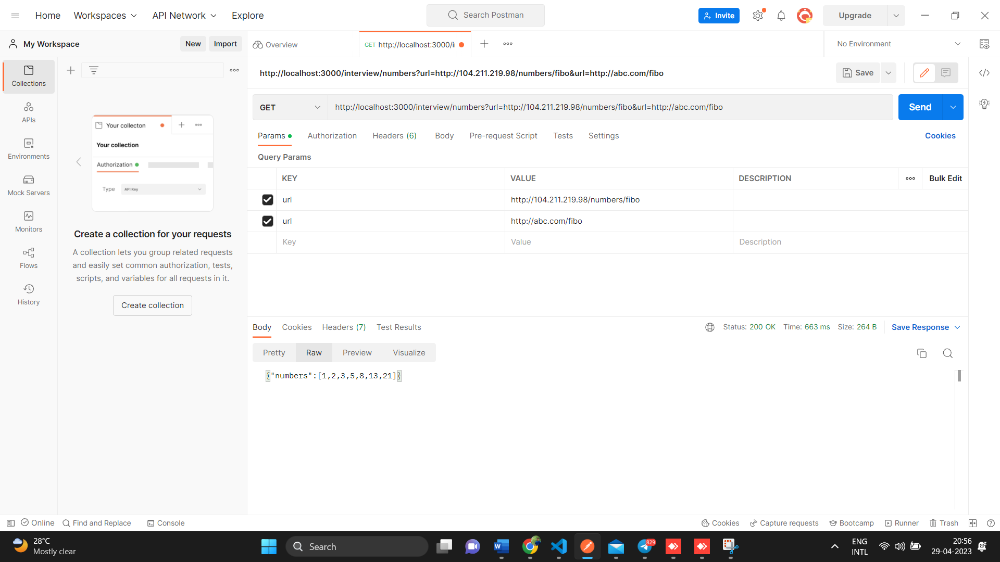 Home Workspaces API Network Explore Search Postman Invite Upgrade
My Workspace New Import Overview GET http://localhost:3000/in No Environment
Collections
APIs
Environments
Mock Servers
Monitors
Flows
History
Your collecton
Your collection
Authorization
Type API Key
Create a collection for your requests
A collection lets you group related requests
and easily set common authorization, tests,
scripts, and variables for all requests in it.
Create collection
http://localhost:3000/interview/numbers?url=http://104.211.219.98/numbers/fibo&url=http://abc.com/fibo Save
GET http://localhost:3000/interview/numbers?url=http://104.211.219.98/numbers/fibo&url=http://abc.com/fibo Send
Params Authorization Headers (6) Body Pre-request Script Tests Settings Cookies
Query Params
KEY VALUE DESCRIPTION Bulk Edit
url http://104.211.219.98/numbers/fibo
url http://abc.com/fibo
Key Value Description
Body Cookies Headers (7) Test Results Status: 200 OK Time: 663 ms Size: 264 B Save Response
Pretty Raw Preview Visualize
{"numbers":[1,2,3,5,8,13,21]}
Online Find and Replace Console Cookies Capture requests Bootcamp Runner Trash
28°C
Mostly clear
Search
829
ENG
INTL
20:56
29-04-2023